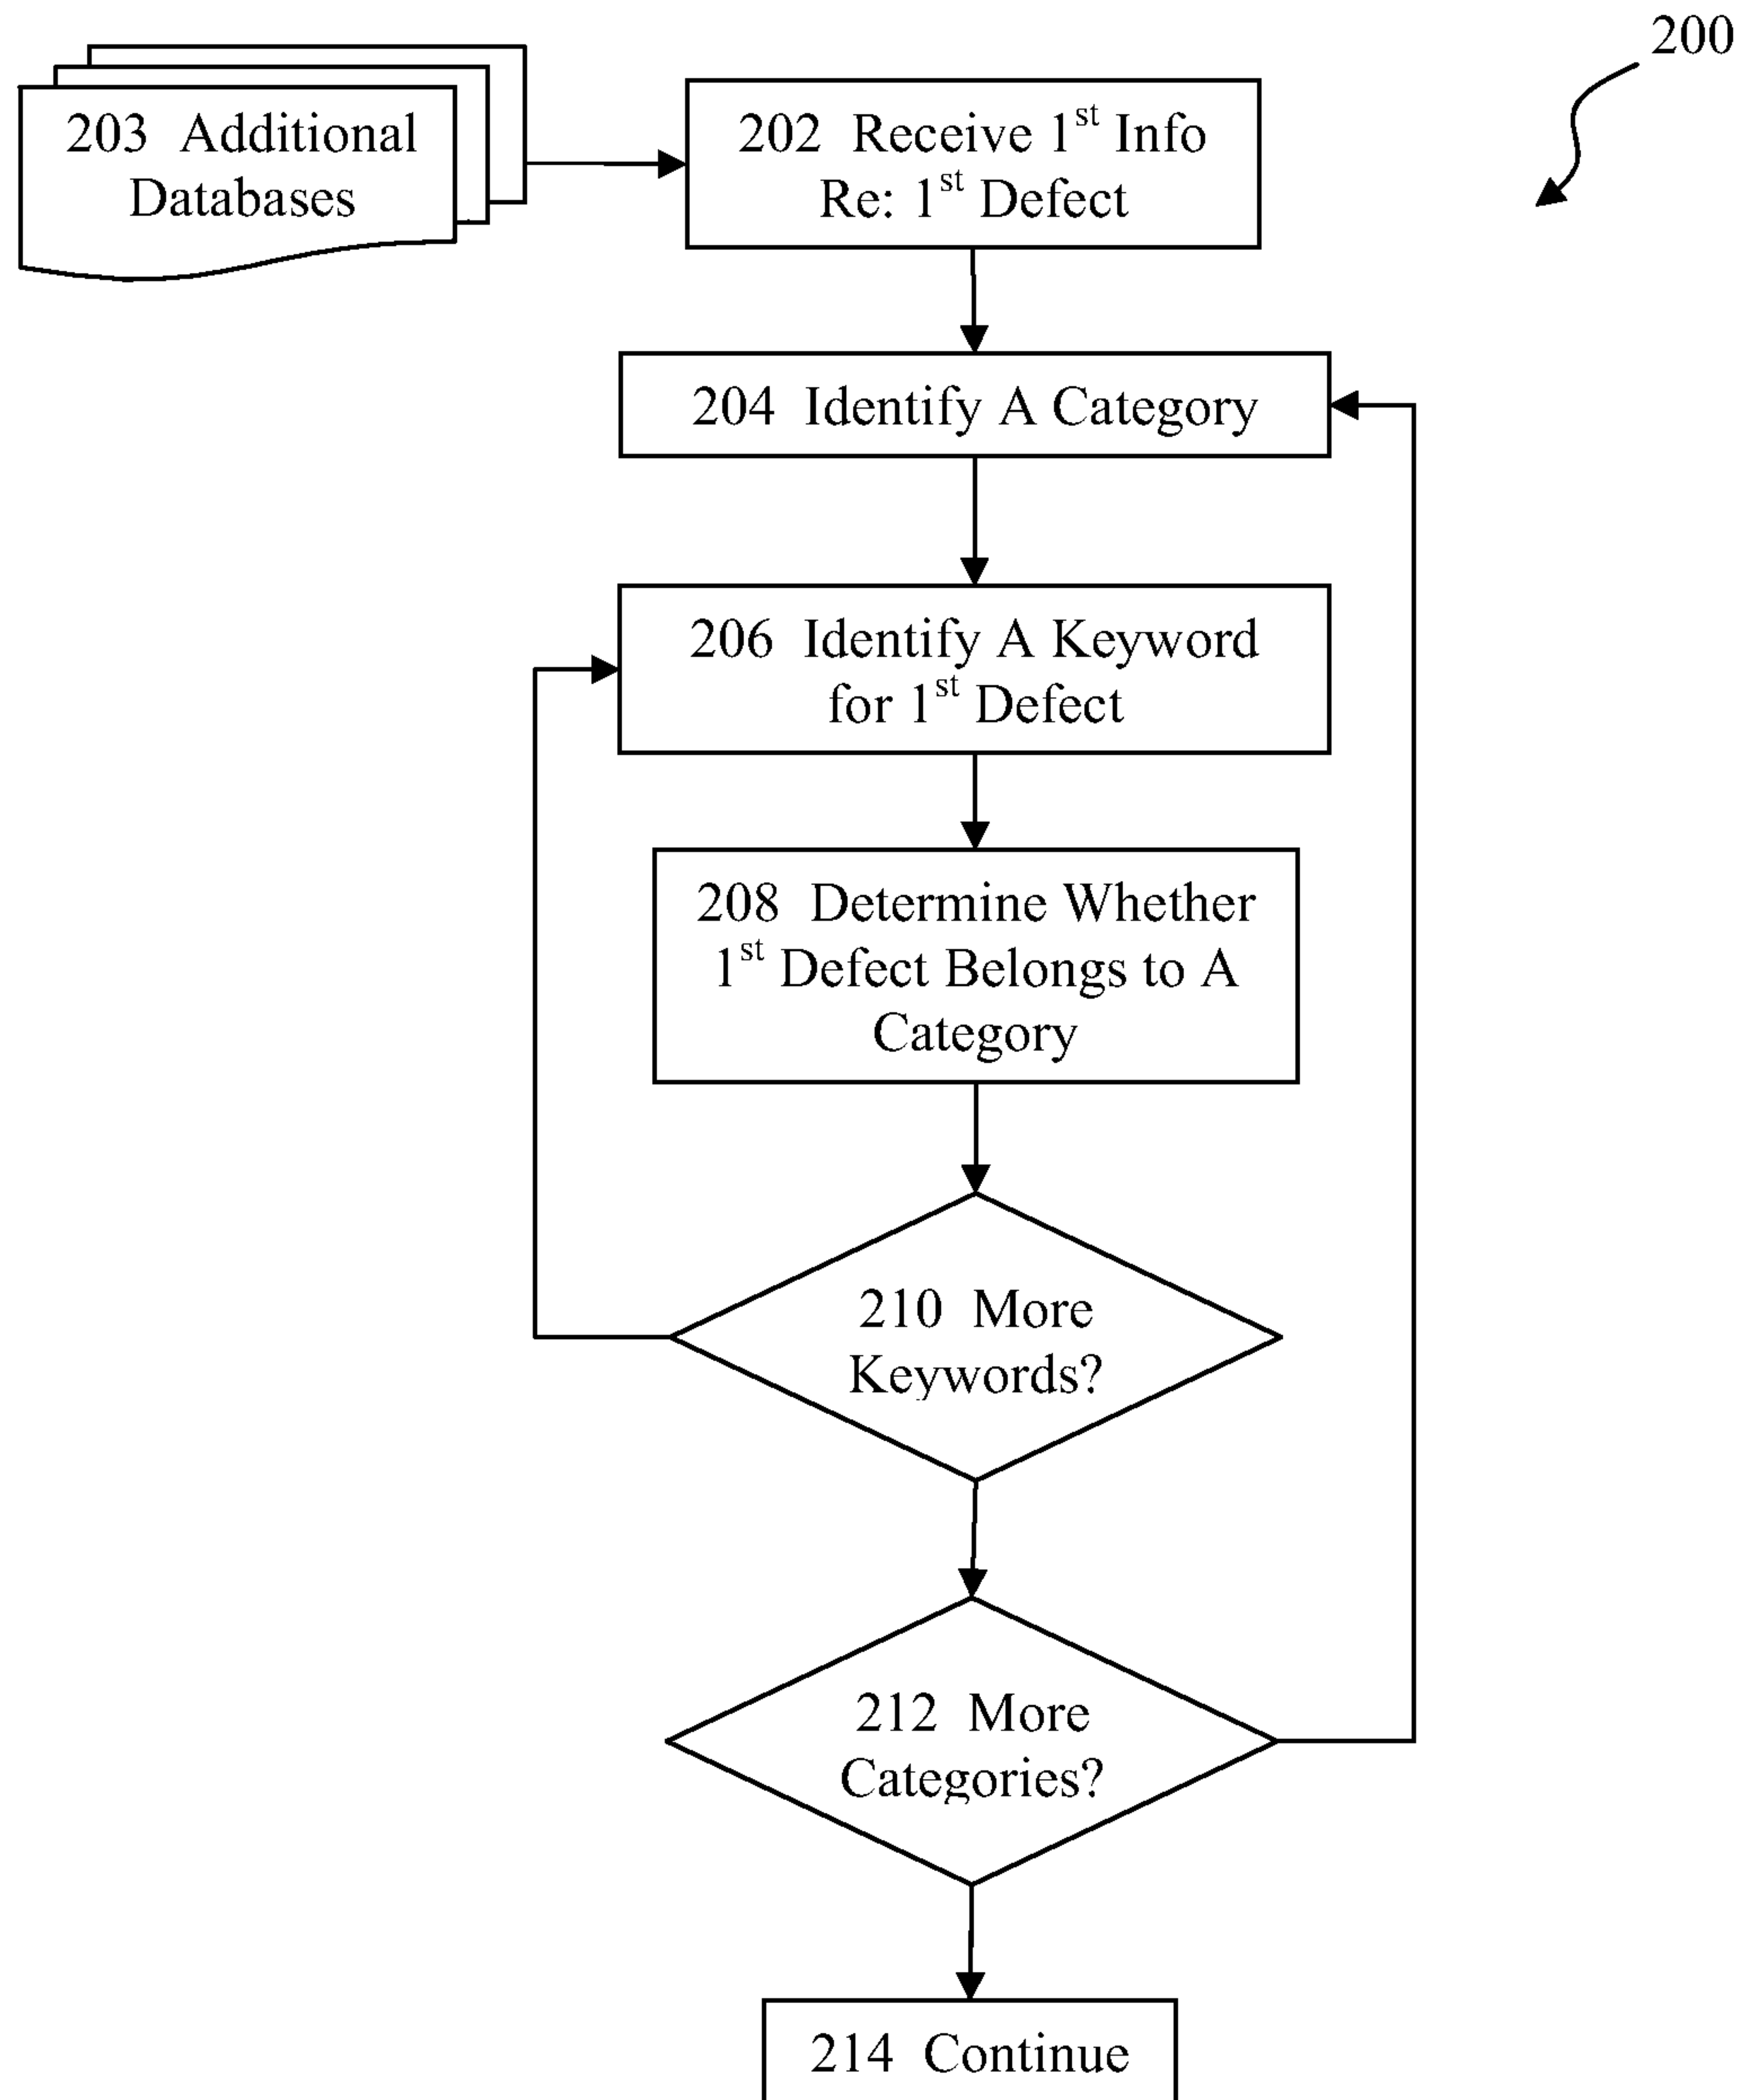 200
203 Additional
Databases
202 Receive 1st Info
Re: 1st Defect
204 Identify A Category
206 Identify A Keyword
for 1st Defect
208 Determine Whether
1st Defect Belongs to A
Category
210 More
Keywords?
212 More
Categories?
214 Continue